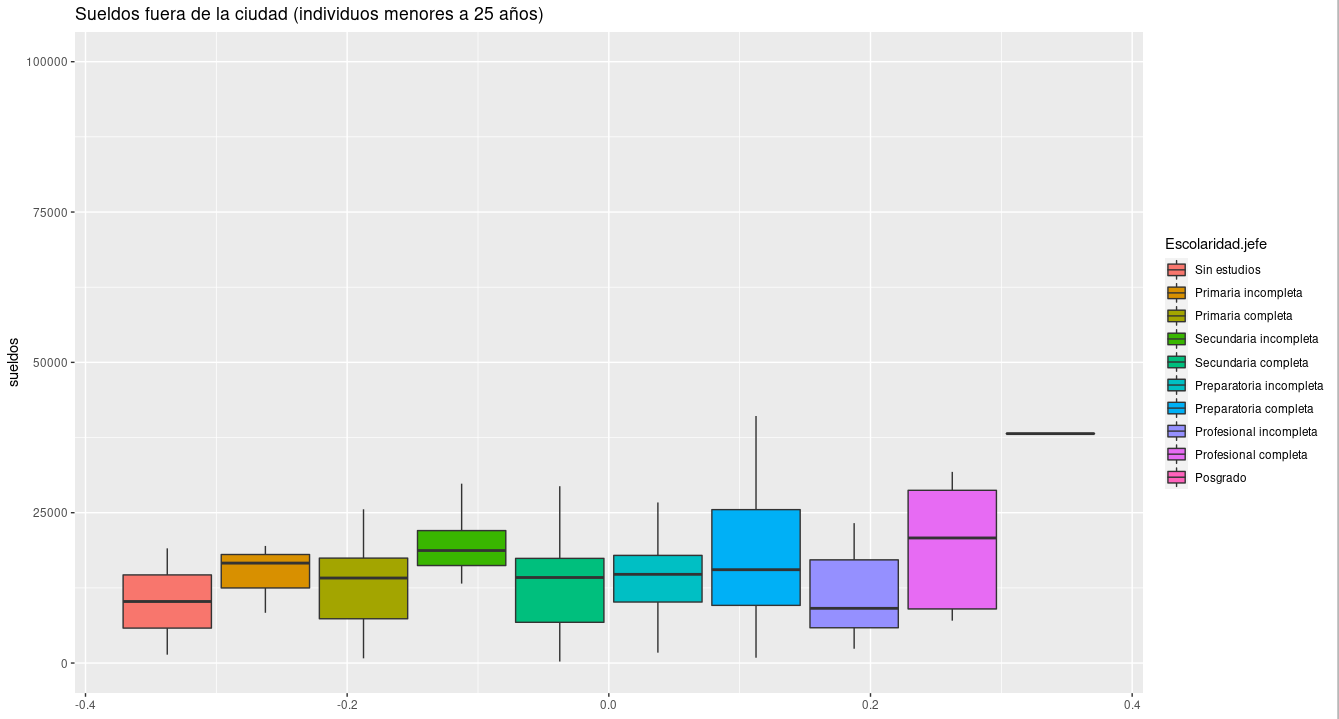 Sueldos fuera de la ciudad (individuos menores a 25 años)
100000
75000
50000
25000
0
sueldos
-0.4
-0.2
0.0
0.2
0.4
Escolaridad.jefe
Sin estudios
Primaria incompleta
Primaria completa
Secundaria incompleta
Secundaria completa
Preparatoria incompleta
Preparatoria completa
Profesional incompleta
Profesional completa
Posgrado